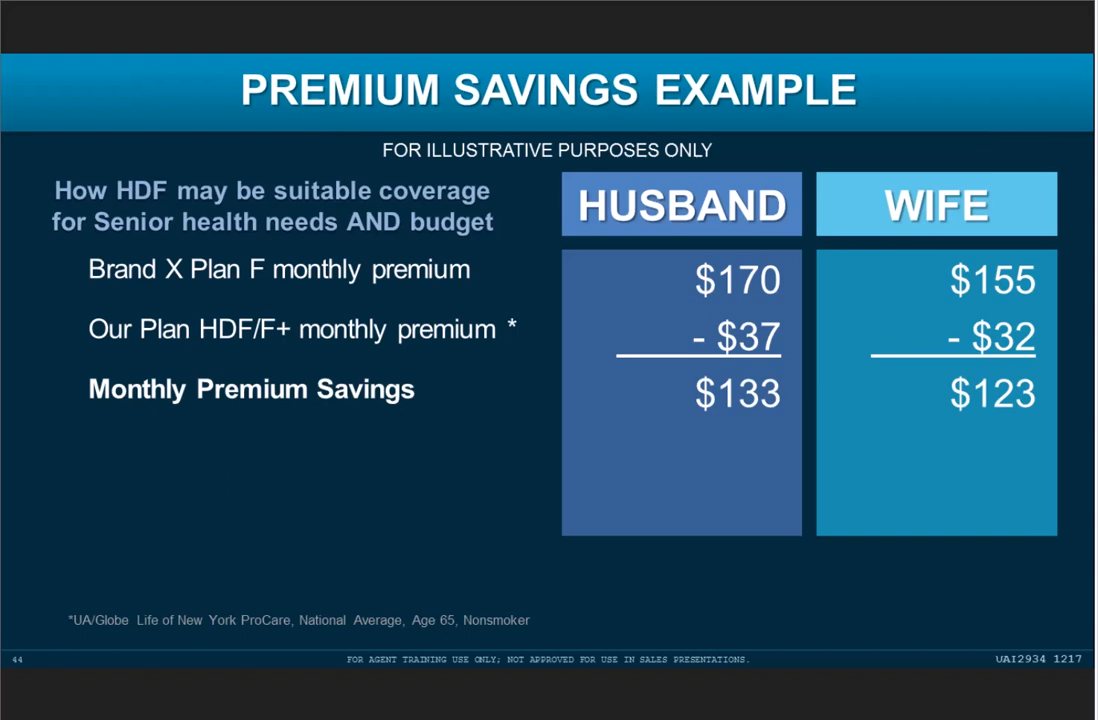 PREMIUM SAVINGS EXAMPLE
FOR ILLUSTRATIVE PURPOSES ONLY
How HDF may be suitable coverage
for Senior health needs AND budget
HUSBAND
WIFE
Brand X Plan F monthly premium
$170
$155
Our Plan HDF/F+ monthly premium *
- $37
- $32
Monthly Premium Savings
$133
$123
*UA/Globe Life of New York ProCare, National Average, Age 65, Nonsmoker
44
FOR AGENT TRAINING USE ONLY; NOT APPROVED FOR USE IN SALES PRESENTATIONS.
UAI2934 1217